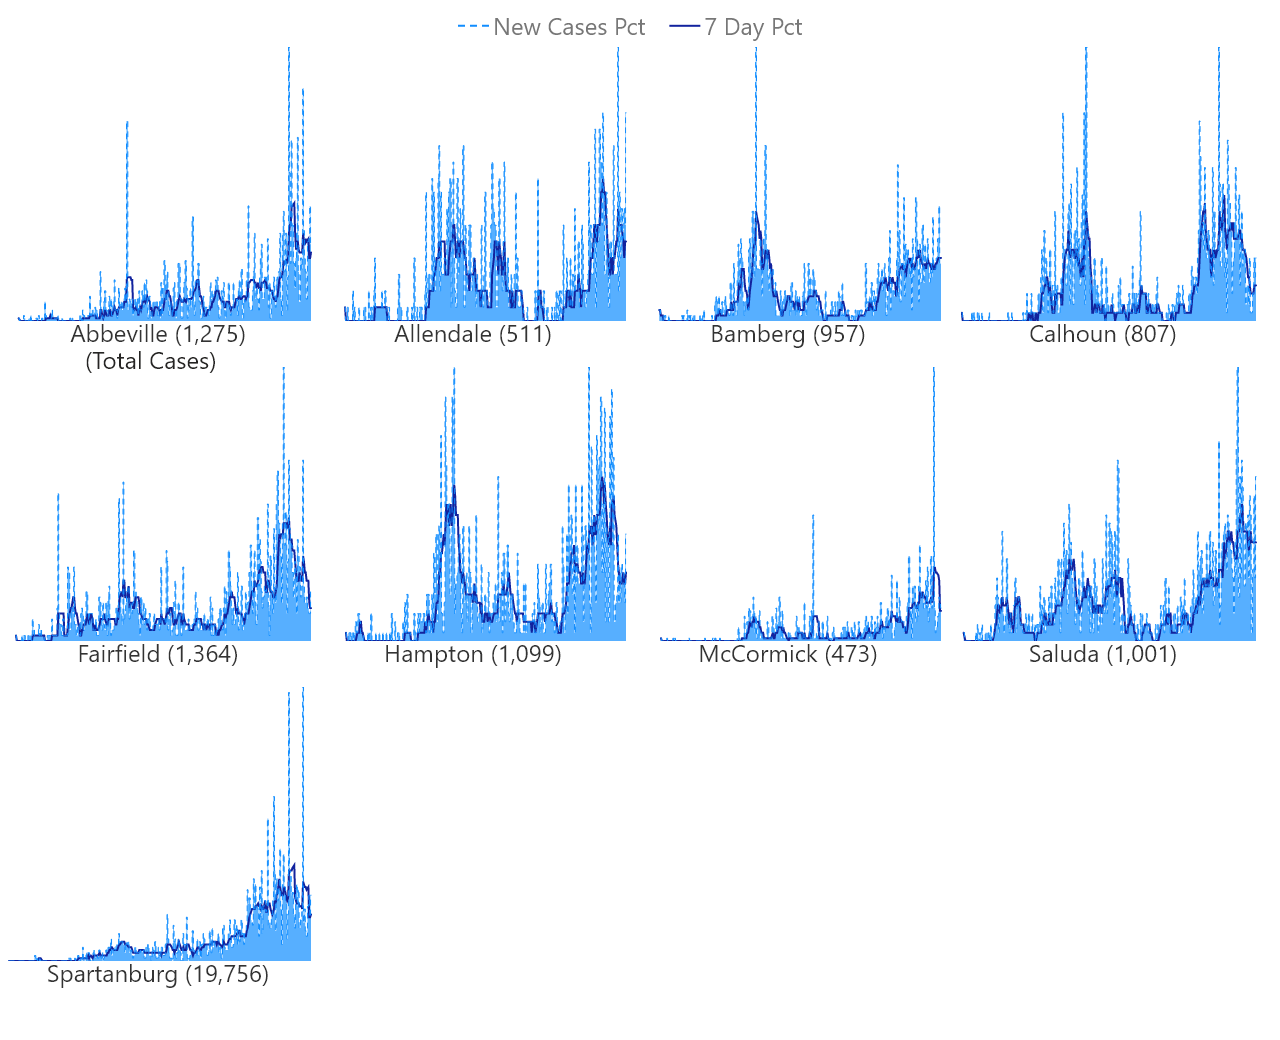 New Cases Pct 7 Day Pct
Abbeville (1,275) Allendale (511) Bamberg (957) Calhoun (807)
(Total Cases)
Fairfield (1,364) Hampton (1,099) McCormick (473) Saluda (1,001)
Spartanburg (19,756)